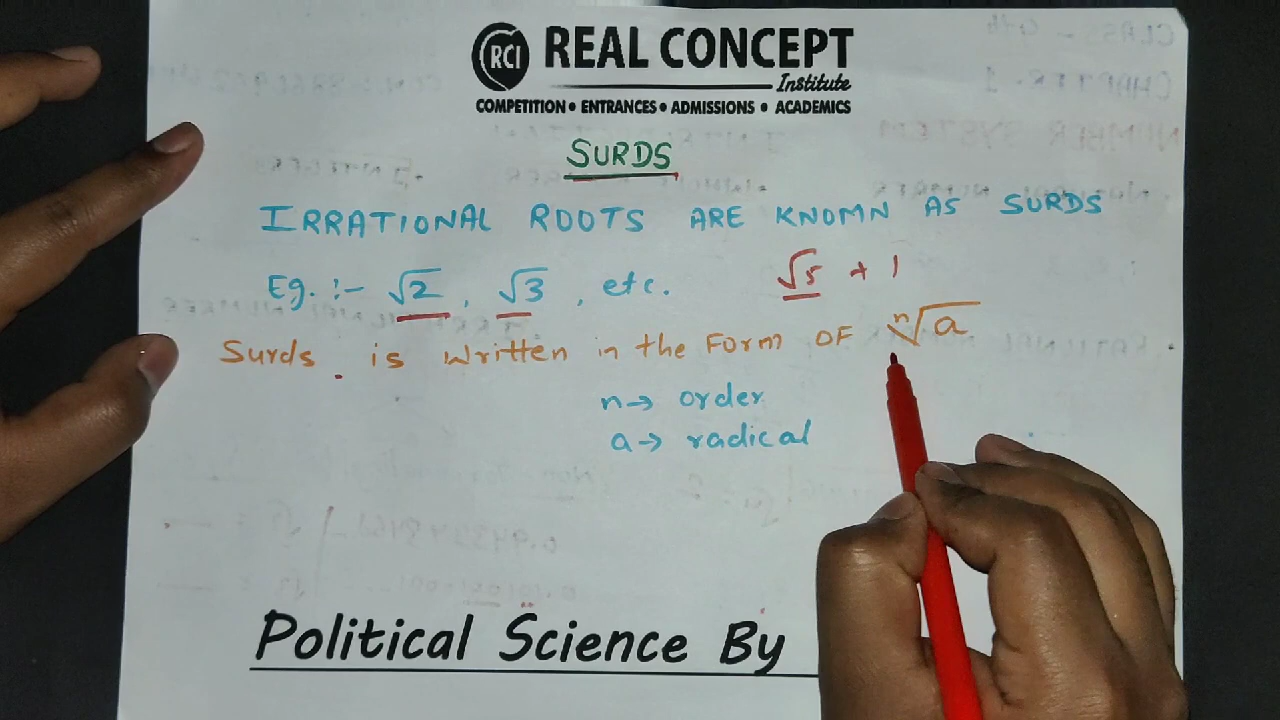 RCI REAL CONCEPT
Institute
COMPETITION • ENTRANCES • ADMISSIONS • ACADEMICS
SURDS
IRRATIONAL ROOTS ARE KNOMN AS SURDS
Eg. :- √2, √3, etc. √5 + 1
Surds is written in the Form OF ⁿ√a
n → order
a → radical
Political Science By